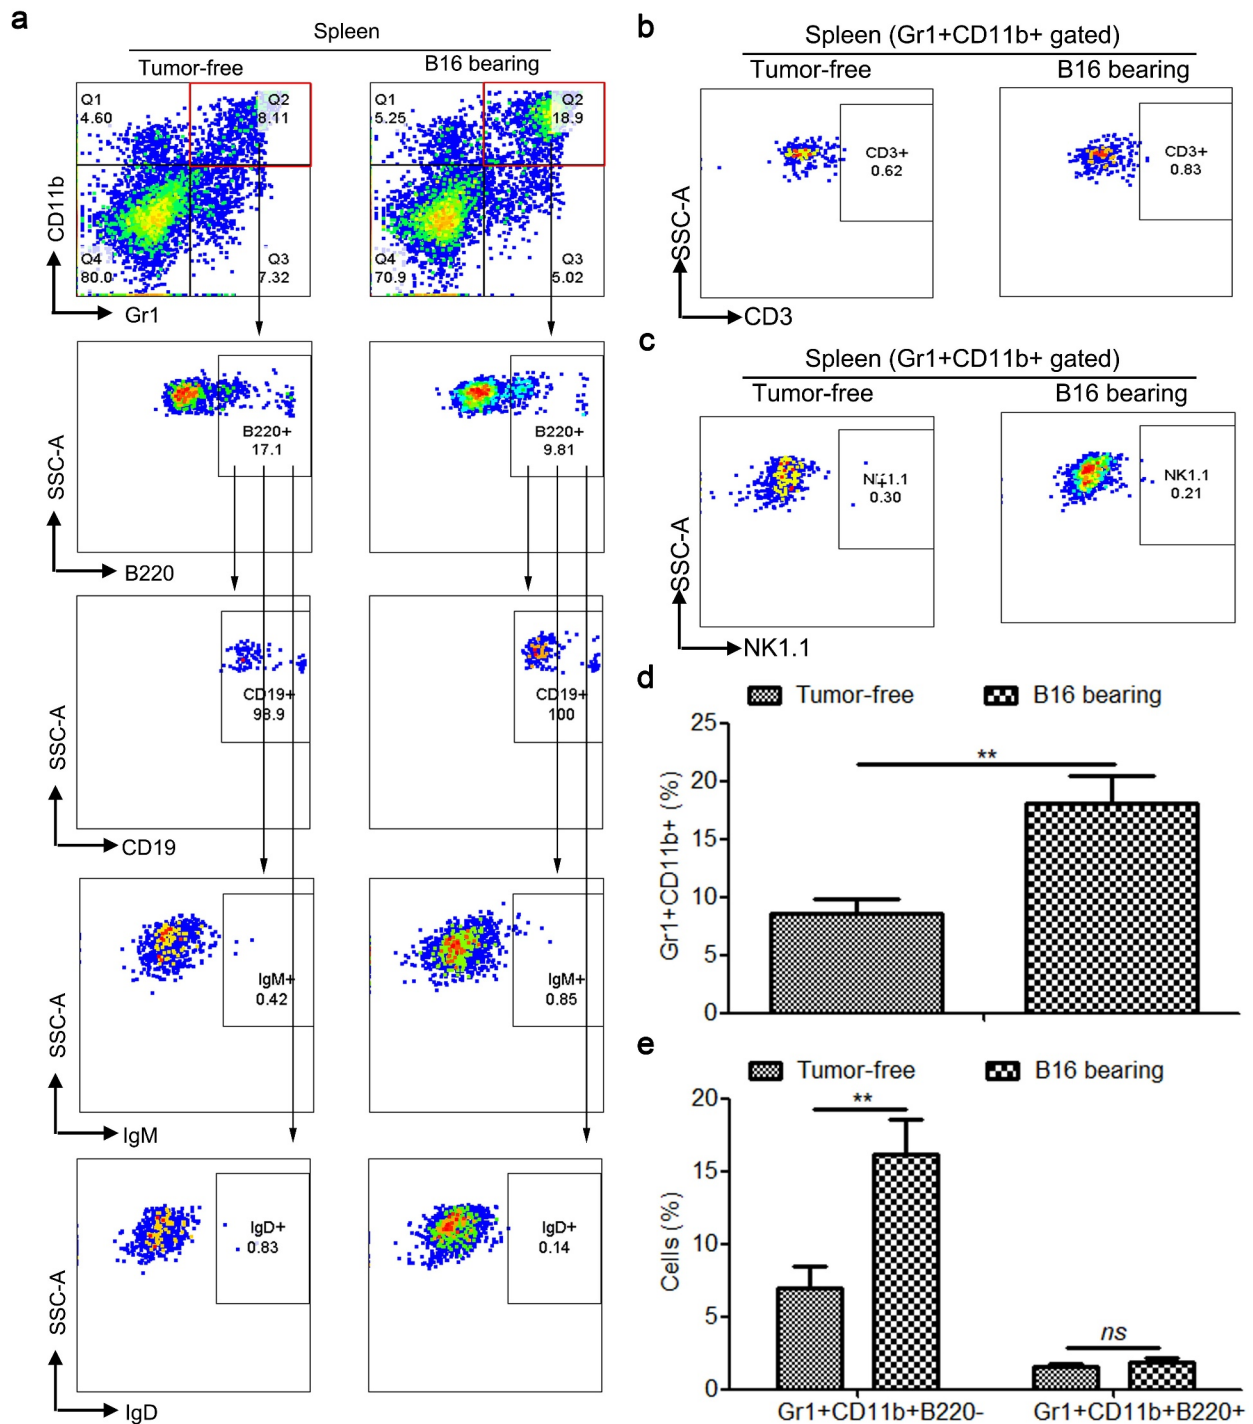 a
Spleen
Tumor-free
B16 bearing
Q1
4.60
Q2
8.11
Q4
80.0
Q3
7.32
Q1
5.25
Q2
18.9
Q4
70.9
Q3
5.02
CD11b
Gr1
B220+
17.1
B220+
9.81
SSC-A
B220
CD19+
98.9
CD19+
100
SSC-A
CD19
IgM+
0.42
IgM+
0.85
SSC-A
IgM
IgD+
0.83
IgD+
0.14
SSC-A
IgD
b
Spleen (Gr1+CD11b+ gated)
Tumor-free
B16 bearing
CD3+
0.62
CD3+
0.83
SSC-A
CD3
c
Spleen (Gr1+CD11b+ gated)
Tumor-free
B16 bearing
NK1.1
+
0.30
NK1.1
0.21
SSC-A
NK1.1
d
Tumor-free
B16 bearing
25
20
15
10
5
0
Gr1+CD11b+ (%)
**
e
Tumor-free
B16 bearing
20
15
10
5
0
Cells (%)
**
ns
Gr1+CD11b+B220-
Gr1+CD11b+B220+